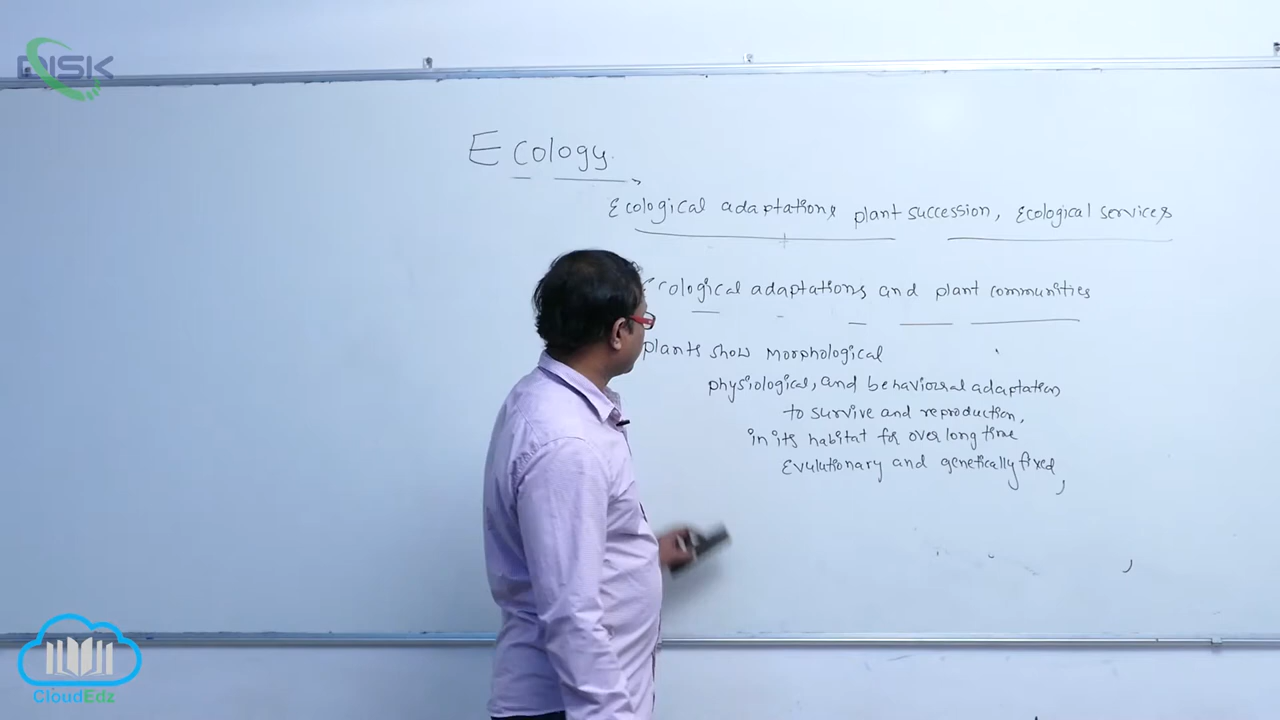 DISK
Ecology.
Ecological adaptations plant succession, Ecological services
Ecological adaptations and plant communities
plants show Morphological
physiological, and behavioural adaptation
to survive and reproduction,
in its habitat for over long time
Evulutionary and genetically fixed,
CloudEdz